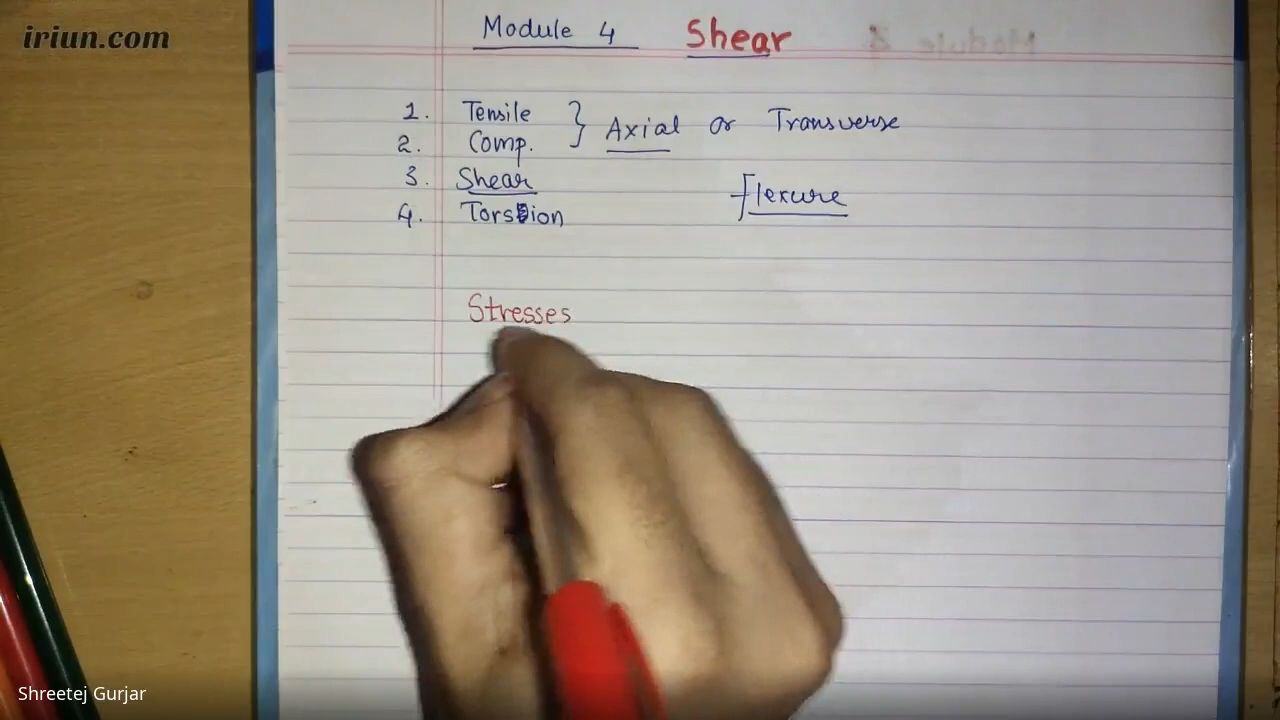 iriun.com
Module 4 Shear
1. Tensile
2. Comp.
} Axial or Transverse
3. Shear
Flexure
4. Torsion
Stresses
Shreetej Gurjar